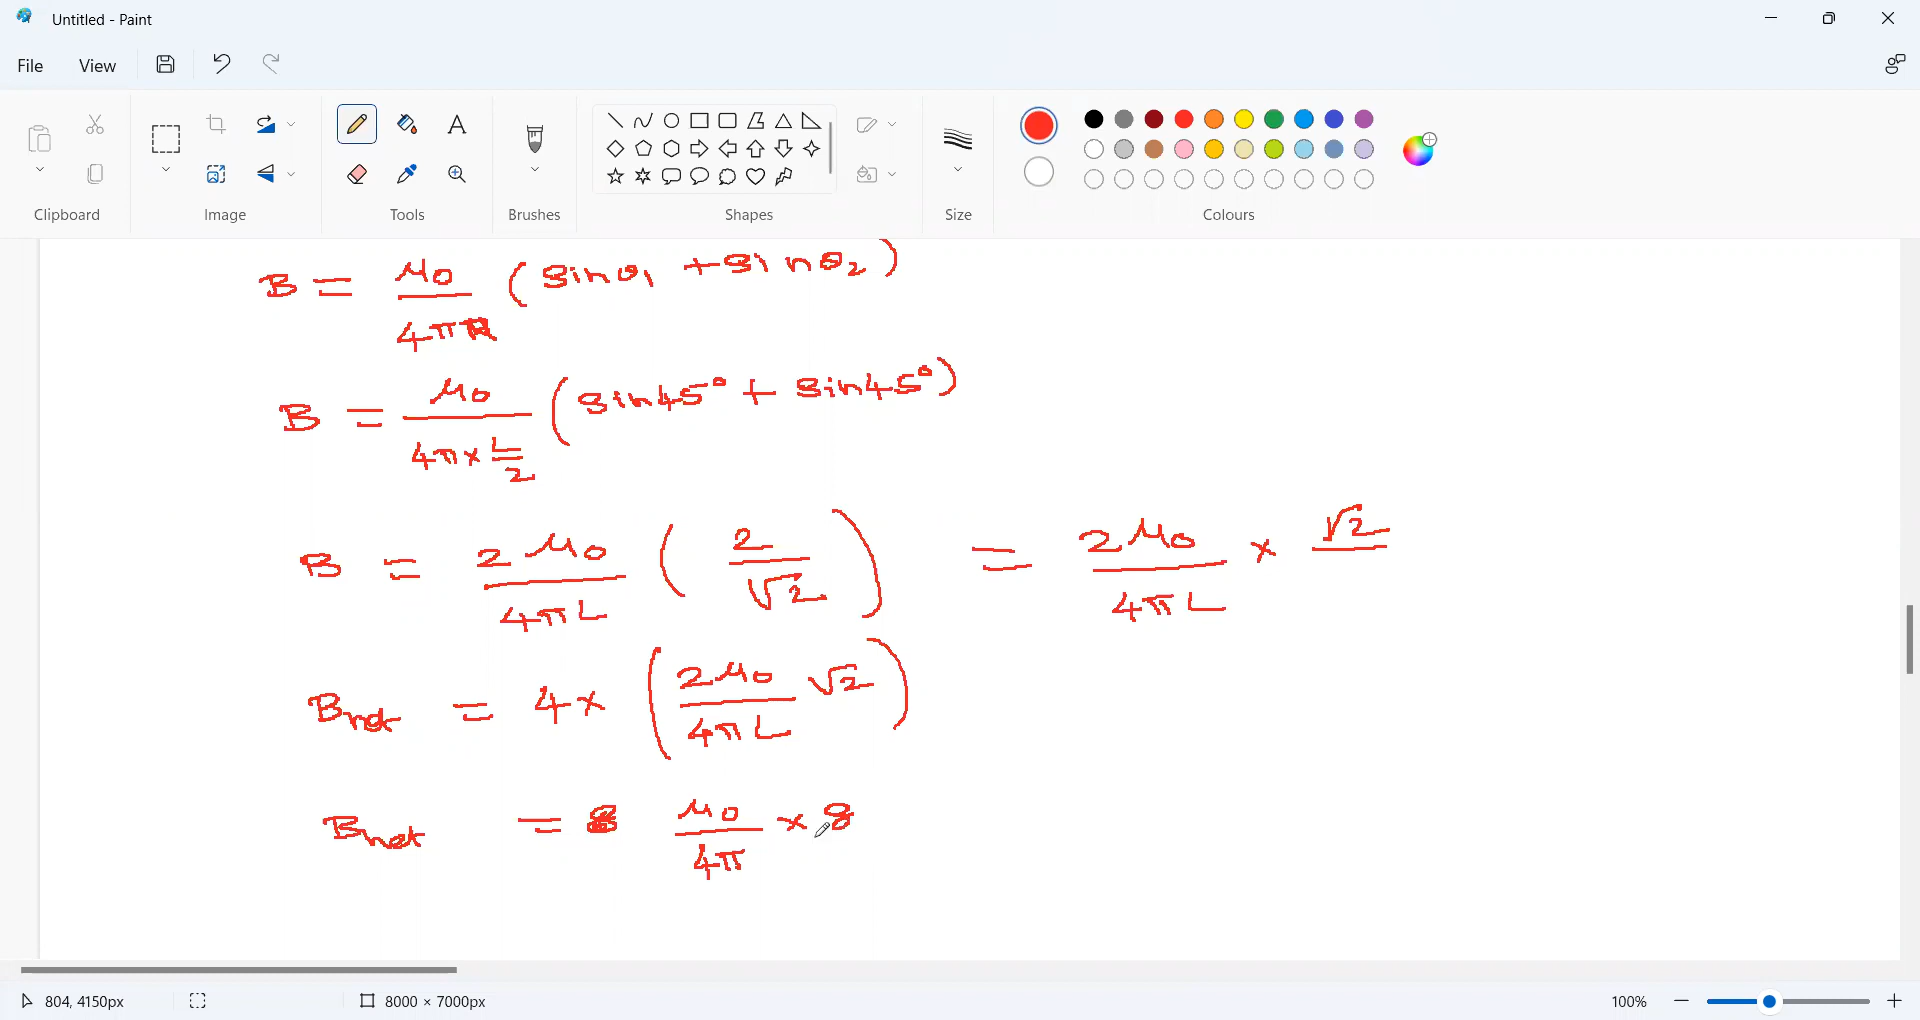 Untitled - Paint
File View
Clipboard Image Tools Brushes Shapes Size Colours
B = μ0/4πR (sinθ1 + sinθ2)
B = μ0/4π×L/2 (sin45° + sin45°)
B = 2μ0/4πL (2/√2) = 2μ0/4πL × √2
Bnet = 4× (2μ0/4πL √2)
Bnet = 8 μ0/4π × 8
804, 4150px 8000 × 7000px 100%